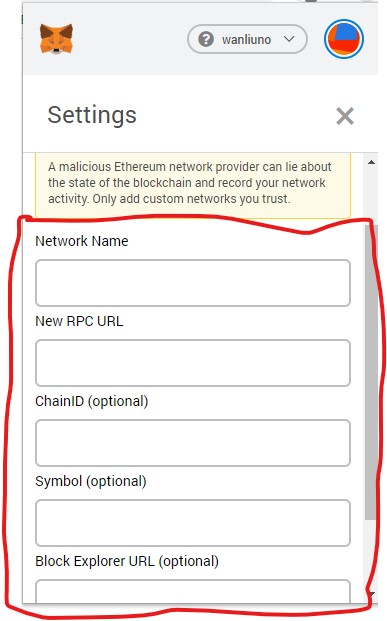 wanliuno
Settings
A malicious Ethereum network provider can lie about
the state of the blockchain and record your network
activity. Only add custom networks you trust.
Network Name
New RPC URL
ChainID (optional)
Symbol (optional)
Block Explorer URL (optional)